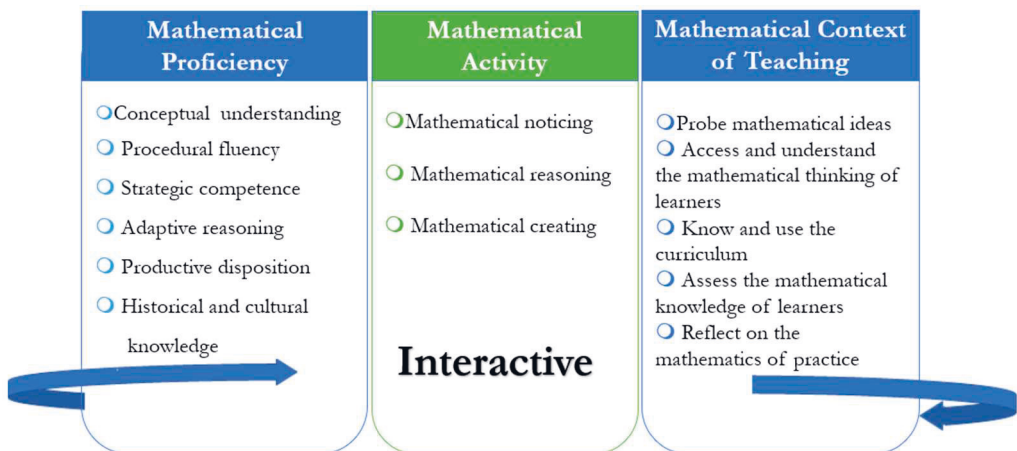 Mathematical
Proficiency
Conceptual understanding
Procedural fluency
Strategic competence
Adaptive reasoning
Productive disposition
Historical and cultural
knowledge
Mathematical
Activity
Mathematical noticing
Mathematical reasoning
Mathematical creating
Interactive
Mathematical Context
of Teaching
Probe mathematical ideas
Access and understand
the mathematical thinking of
learners
Know and use the
curriculum
Assess the mathematical
knowledge of learners
Reflect on the
mathematics of practice